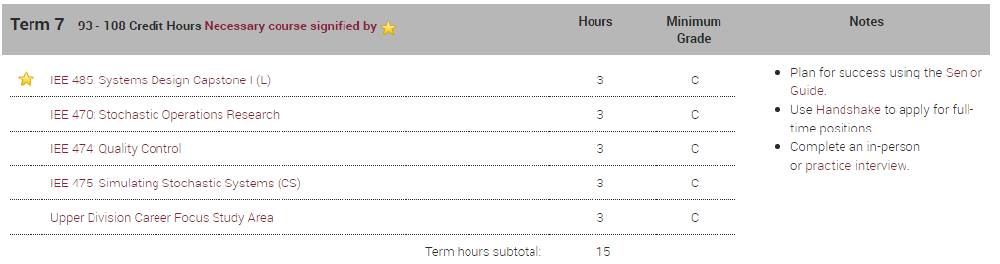 Term 7 93 - 108 Credit Hours Necessary course signified by
Hours
Minimum
Grade
Notes
IEE 485: Systems Design Capstone I (L) 3 C
IEE 470: Stochastic Operations Research 3 C
IEE 474: Quality Control 3 C
IEE 475: Simulating Stochastic Systems (CS) 3 C
Upper Division Career Focus Study Area 3 C
Term hours subtotal: 15
• Plan for success using the Senior
Guide.
• Use Handshake to apply for full-
time positions.
• Complete an in-person
or practice interview.